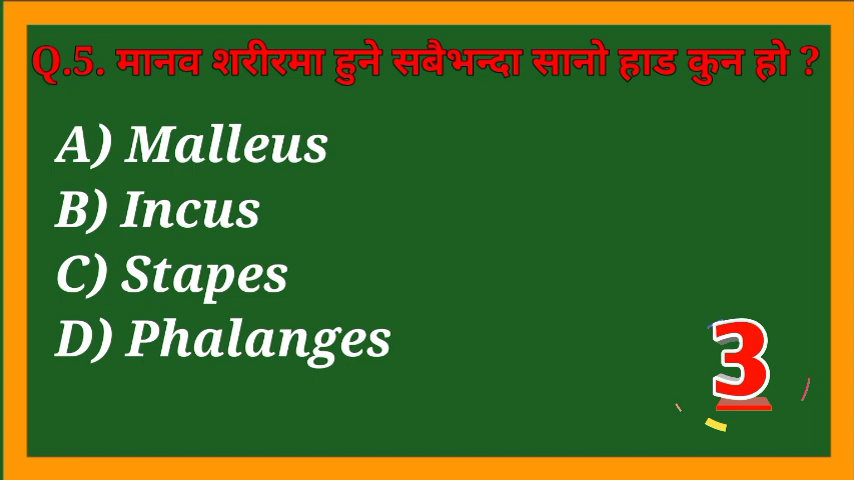 Q.5. मानव शरीरमा हुने सबैभन्दा सानो हाड कुन हो ?
A) Malleus
B) Incus
C) Stapes
D) Phalanges
3